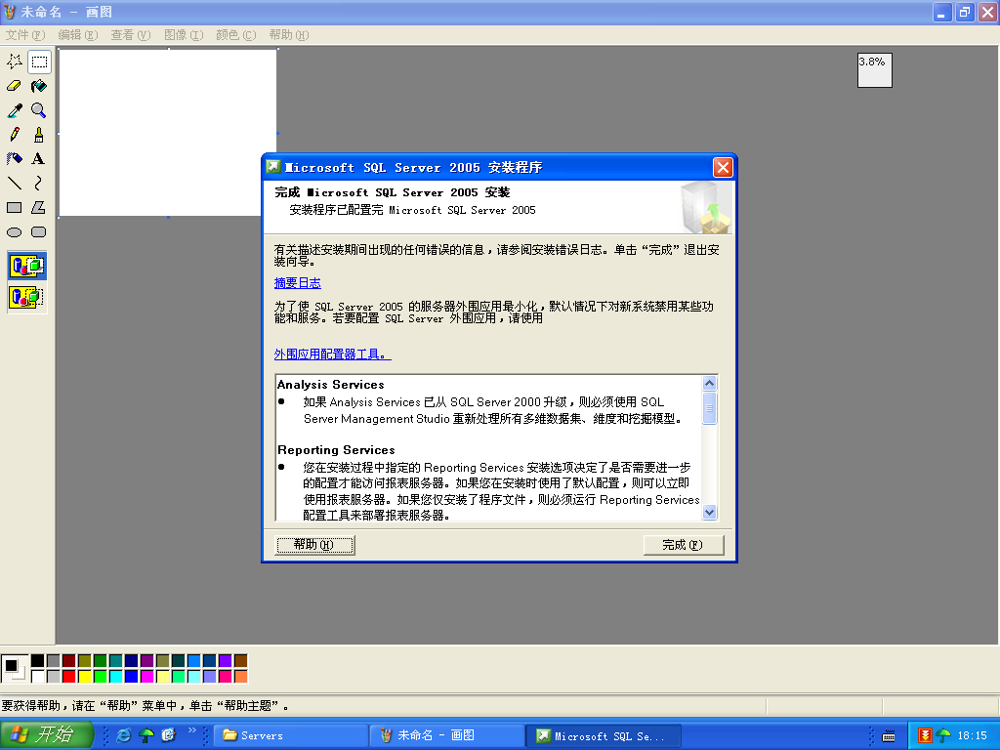 未命名 - 画图
文件(F) 编辑(E) 查看(V) 图像(I) 颜色(C) 帮助(H)
3.8%
A
Microsoft SQL Server 2005 安装程序
完成 Microsoft SQL Server 2005 安装
安装程序已配置完 Microsoft SQL Server 2005
有关描述安装期间出现的任何错误的信息，请参阅安装错误日志。单击“完成”退出安
装向导。
摘要日志
为了使 SQL Server 2005 的服务器外围应用最小化，默认情况下对新系统禁用某些功
能和服务。若要配置 SQL Server 外围应用，请使用
外围应用配置器工具。
Analysis Services
● 如果 Analysis Services 已从 SQL Server 2000 升级，则必须使用 SQL
Server Management Studio 重新处理所有多维数据集、维度和挖掘模型。
Reporting Services
● 您在安装过程中指定的 Reporting Services 安装选项决定了是否需要进一步
的配置才能访问报表服务器。如果您在安装时使用了默认配置，则可以立即
使用报表服务器。如果您仅安装了程序文件，则必须运行 Reporting Services
配置工具来部署报表服务器。
帮助(H)
完成(F)
要获得帮助，请在“帮助”菜单中，单击“帮助主题”。
开始
Servers
未命名 - 画图
Microsoft SQL Se...
18:15